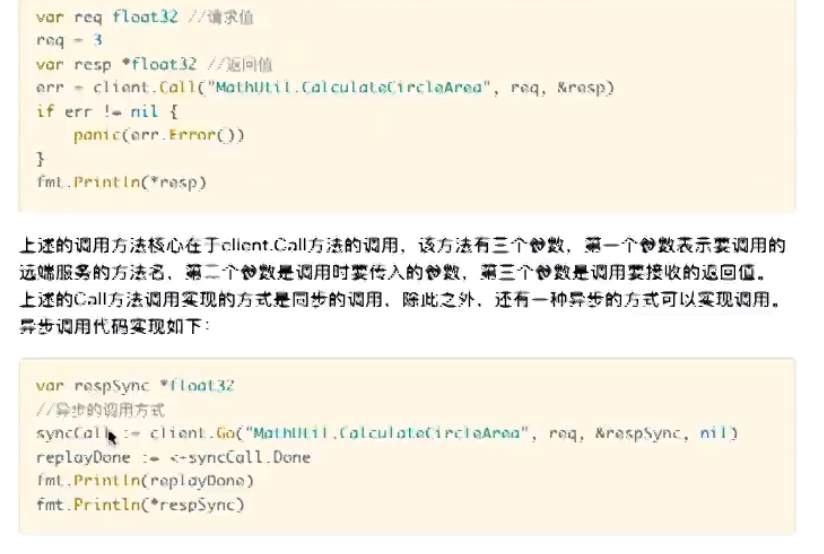 var req float32 //请求值
req = 3
var resp *float32 //返回值
err = client.Call("MathUtil.CalculateCircleArea", req, &resp)
if err != nil {
panic(err.Error())
}
fmt.Println(*resp)
上述的调用方法核心在于client.Call方法的调用，该方法有三个参数，第一个参数表示要调用的
远端服务的方法名，第二个参数是调用时要传入的参数，第三个参数是调用要接收的返回值。
上述的Call方法调用实现的方式是同步的调用，除此之外，还有一种异步的方式可以实现调用。
异步调用代码实现如下：
var respSync *float32
//异步的调用方式
syncCall := client.Go("MathUtil.CalculateCircleArea", req, &respSync, nil)
replayDone := <-syncCall.Done
fmt.Println(replayDone)
fmt.Println(*respSync)